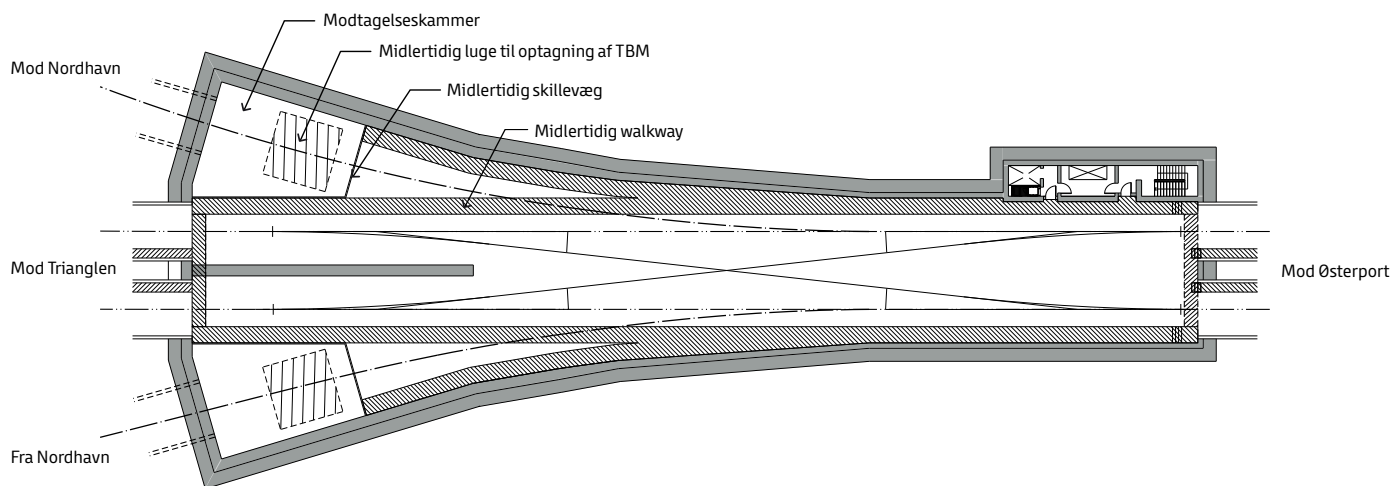 Modtagelseskammer
Midlertidig luge til optagning af TBM
Mod Nordhavn
Midlertidig skillevæg
Midlertidig walkway
Mod Trianglen
Mod Østerport
Fra Nordhavn